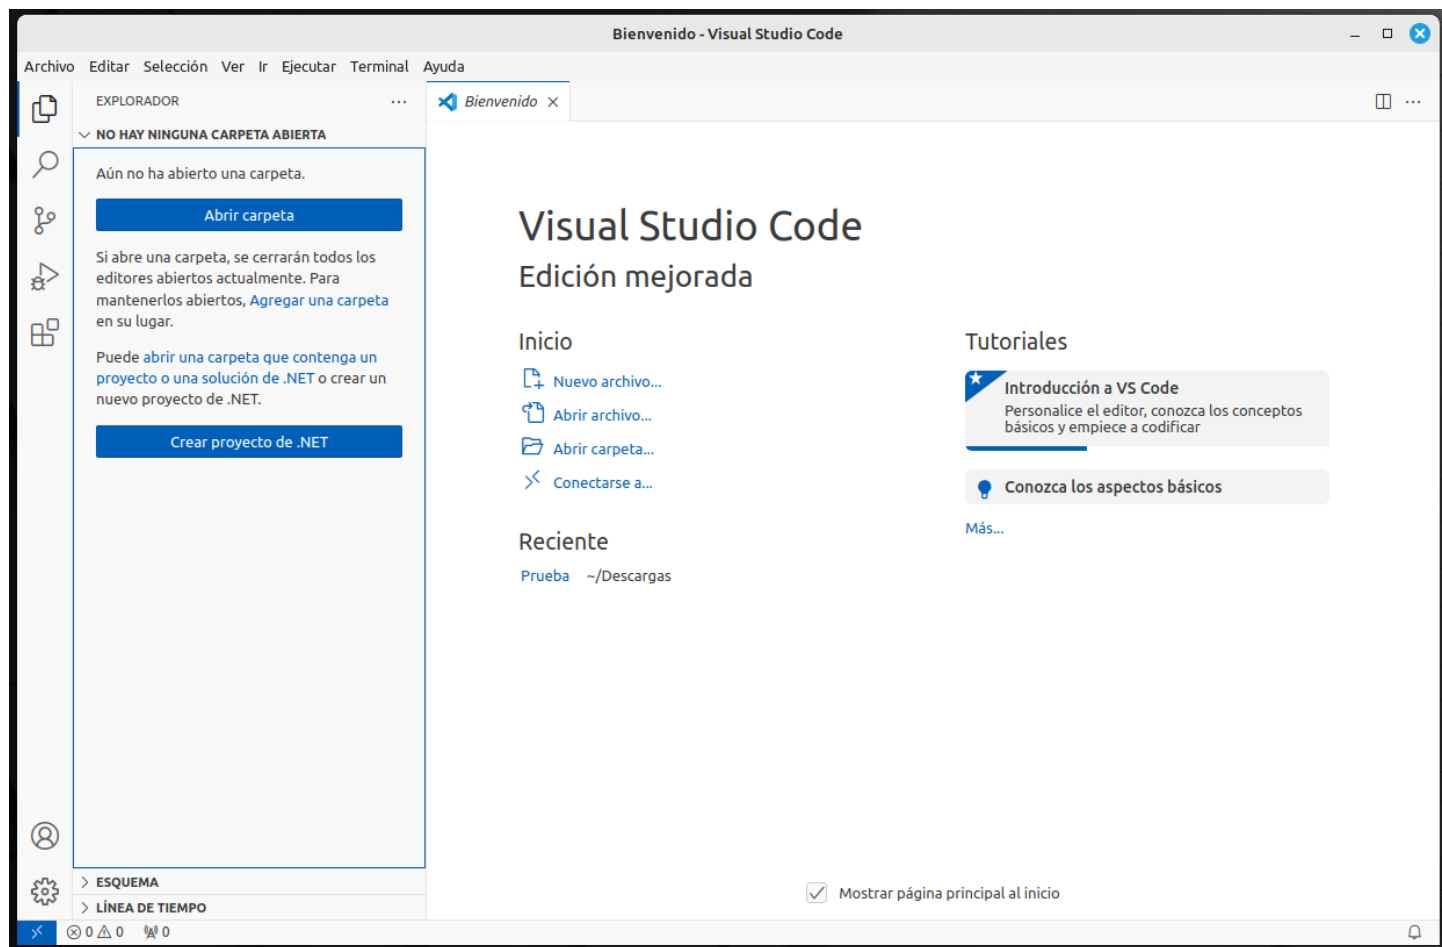 Bienvenido - Visual Studio Code
Archivo Editar Selección Ver Ir Ejecutar Terminal Ayuda
EXPLORADOR
NO HAY NINGUNA CARPETA ABIERTA
Aún no ha abierto una carpeta.
Abrir carpeta
Si abre una carpeta, se cerrarán todos los
editores abiertos actualmente. Para
mantenerlos abiertos, Agregar una carpeta
en su lugar.
Puede abrir una carpeta que contenga un
proyecto o una solución de .NET o crear un
nuevo proyecto de .NET.
Crear proyecto de .NET
ESQUEMA
LÍNEA DE TIEMPO
Bienvenido
Visual Studio Code
Edición mejorada
Inicio
Nuevo archivo...
Abrir archivo...
Abrir carpeta...
Conectarse a...
Reciente
Prueba ~/Descargas
Tutoriales
Introducción a VS Code
Personalice el editor, conozca los conceptos
básicos y empiece a codificar
Conozca los aspectos básicos
Más...
Mostrar página principal al inicio
0 0 0